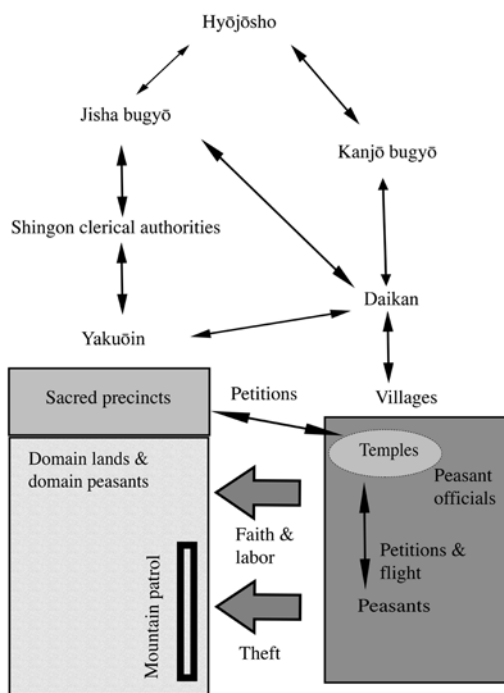 Hyōjōsho
Jisha bugyō
Kanjō bugyō
Shingon clerical authorities
Daikan
Yakuōin
Sacred precincts
Petitions
Villages
Domain lands &
domain peasants
Temples
Peasant
officials
Faith &
labor
Petitions &
flight
Mountain patrol
Peasants
Theft